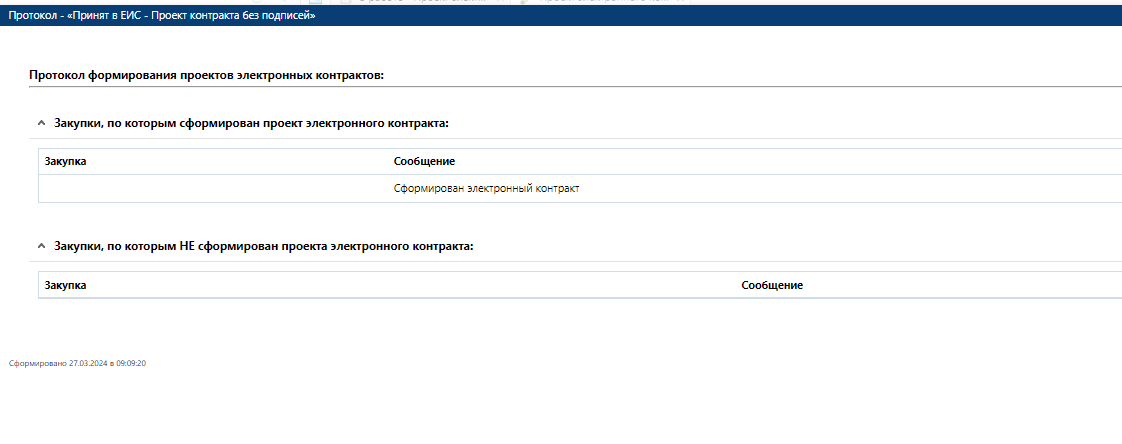 Протокол - «Принят в ЕИС - Проект контракта без подписей»
Протокол формирования проектов электронных контрактов:
Закупки, по которым сформирован проект электронного контракта:
Закупка Сообщение
Сформирован электронный контракт
Закупки, по которым НЕ сформирован проекта электронного контракта:
Закупка Сообщение
Сформировано 27.03.2024 в 09:09:20